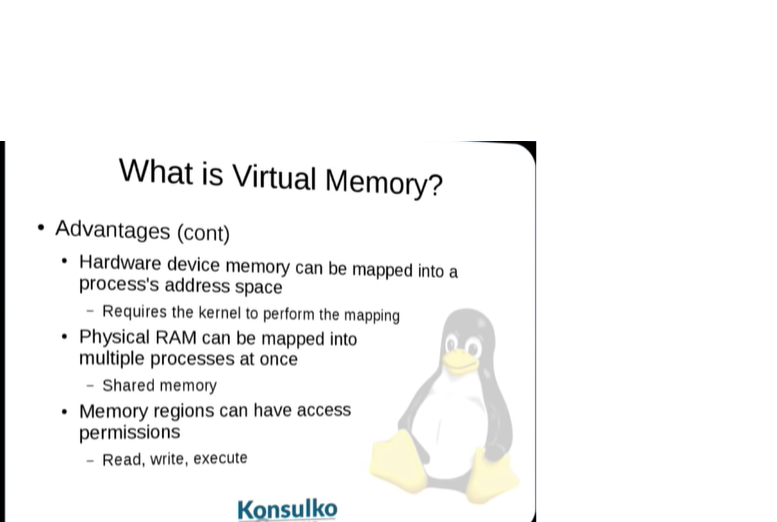 What is Virtual Memory?
• Advantages (cont)
• Hardware device memory can be mapped into a
process's address space
– Requires the kernel to perform the mapping
• Physical RAM can be mapped into
multiple processes at once
– Shared memory
• Memory regions can have access
permissions
– Read, write, execute
Konsulko